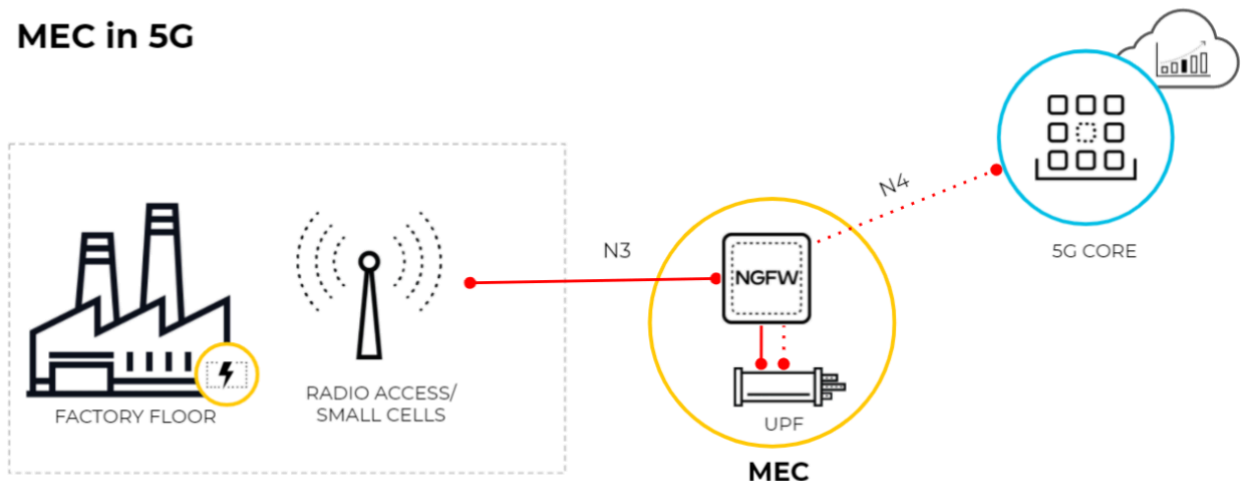 MEC in 5G
N4
5G CORE
N3
NGFW
RADIO ACCESS/
SMALL CELLS
FACTORY FLOOR
UPF
MEC